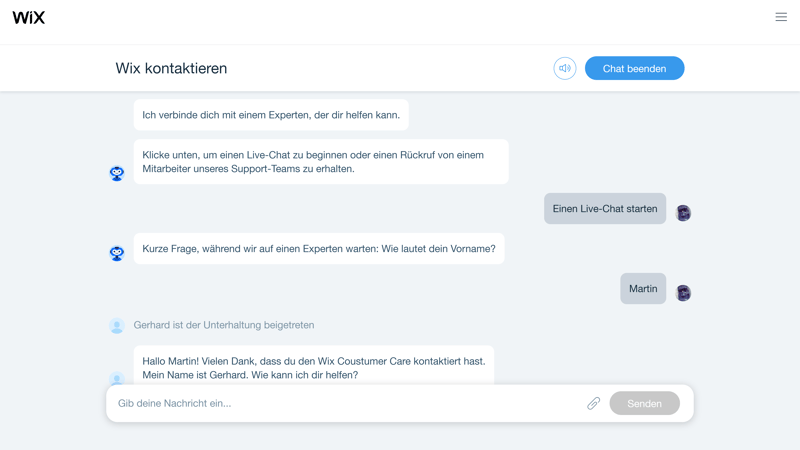 WiX
Wix kontaktieren
Chat beenden
Ich verbinde dich mit einem Experten, der dir helfen kann.
Klicke unten, um einen Live-Chat zu beginnen oder einen Rückruf von einem
Mitarbeiter unseres Support-Teams zu erhalten.
Einen Live-Chat starten
Kurze Frage, während wir auf einen Experten warten: Wie lautet dein Vorname?
Martin
Gerhard ist der Unterhaltung beigetreten
Hallo Martin! Vielen Dank, dass du den Wix Coustumer Care kontaktiert hast.
Mein Name ist Gerhard. Wie kann ich dir helfen?
Gib deine Nachricht ein...
Senden